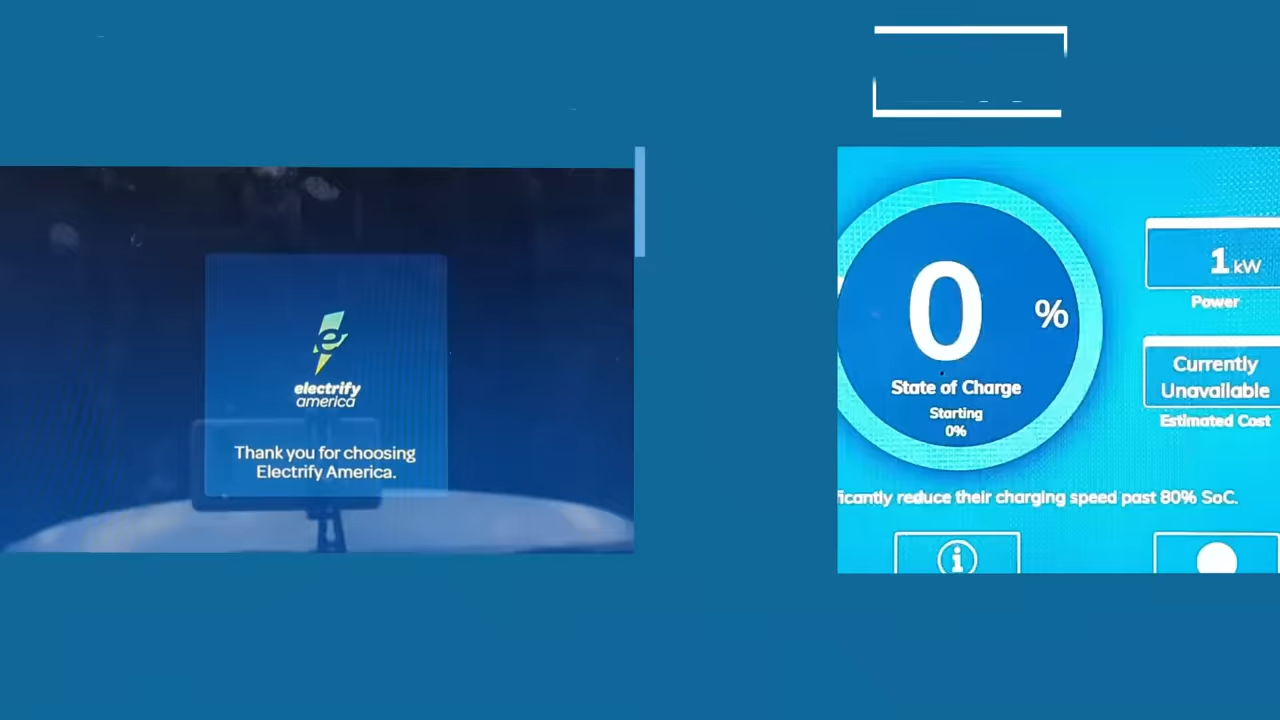 electrify
america
Thank you for choosing
Electrify America.
0
%
State of Charge
Starting
0%
1 kW
Power
Currently
Unavailable
Estimated Cost
ficantly reduce their charging speed past 80% SoC.